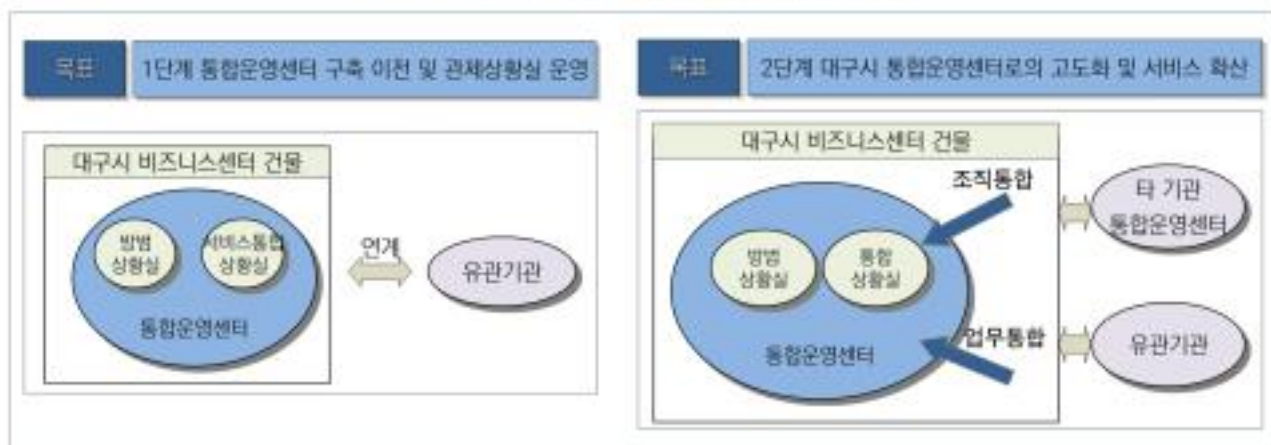 목표
1단계 통합운영센터 구축 이전 및 관제상황실 운영
대구시 비즈니스센터 건물
방범
상황실
서비스통합
상황실
통합운영센터
연계
유관기관
목표
2단계 대구시 통합운영센터로의 고도화 및 서비스 확산
대구시 비즈니스센터 건물
조직통합
방범
상황실
통합
상황실
업무통합
통합운영센터
타 기관
통합운영센터
유관기관